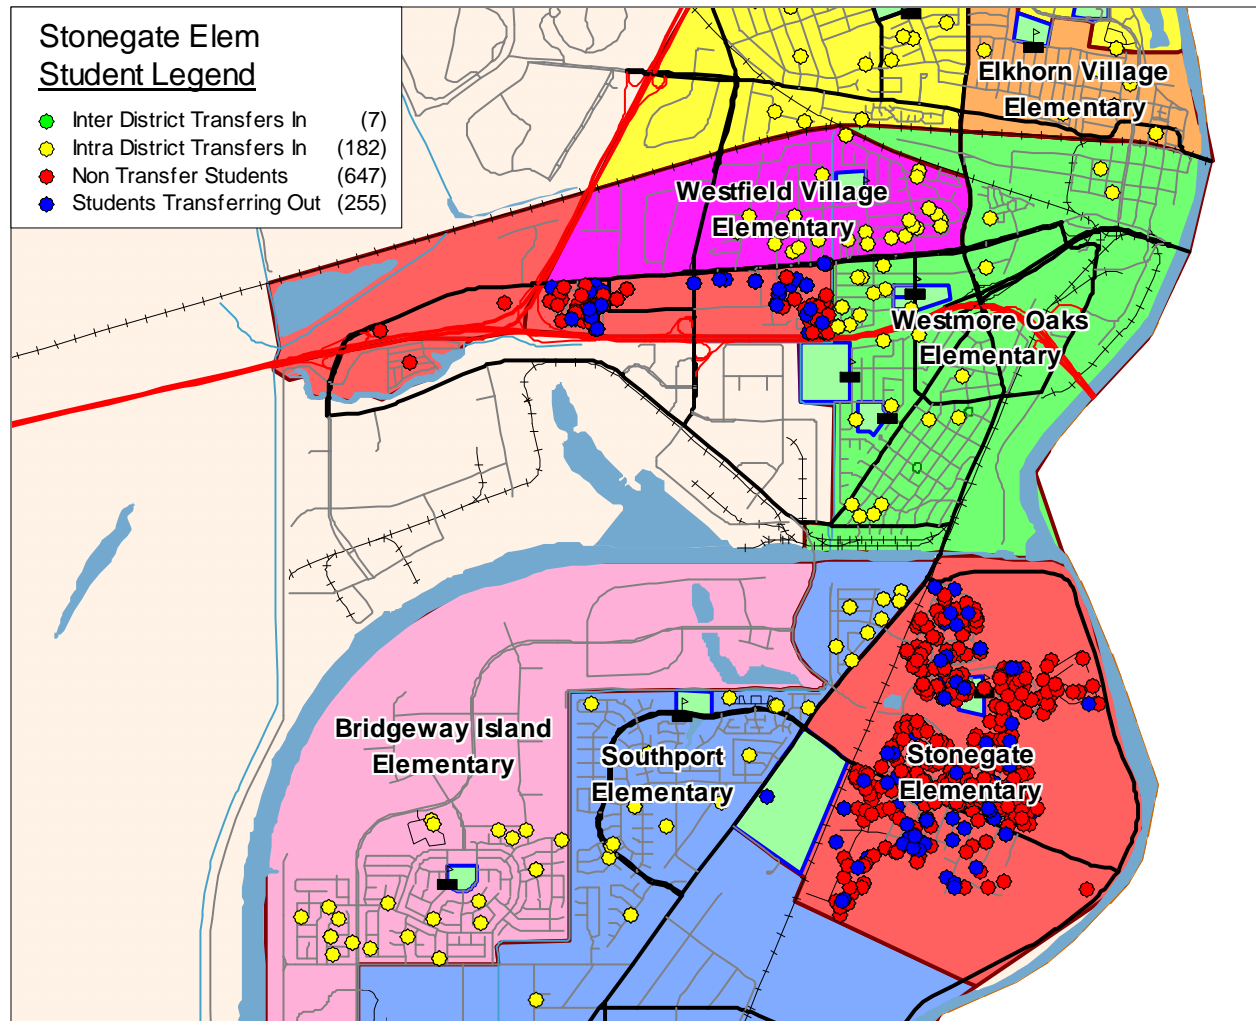 Stonegate Elem
Student Legend
Inter District Transfers In (7)
Intra District Transfers In (182)
Non Transfer Students (647)
Students Transferring Out (255)
Elkhorn Village
Elementary
Westfield Village
Elementary
Westmore Oaks
Elementary
Bridgeway Island
Elementary
Southport
Elementary
Stonegate
Elementary